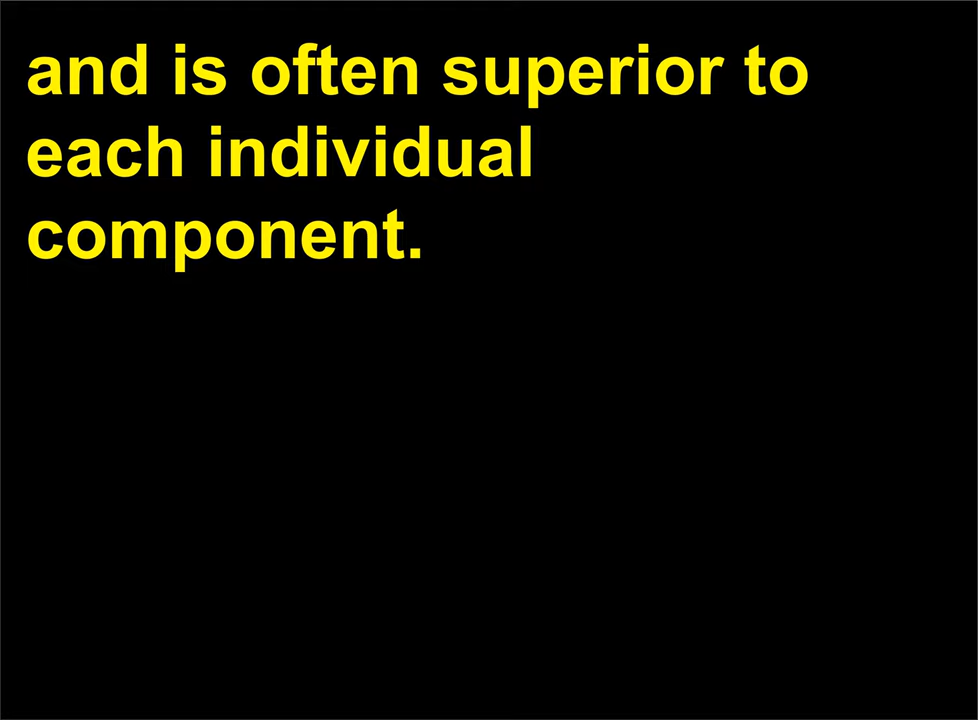 and is often superior to
each individual
component.